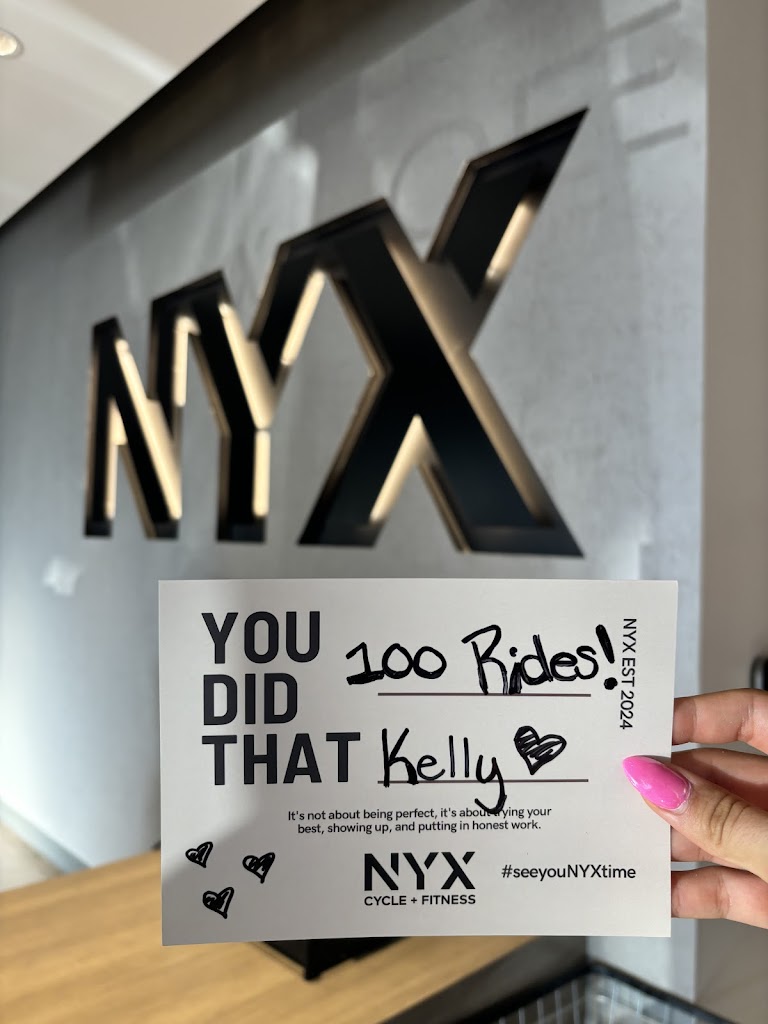 NYX
YOU
DID
THAT
100 Rides!
Kelly
NYX EST 2024
It's not about being perfect, it's about trying your
best, showing up, and putting in honest work.
NYX
CYCLE + FITNESS
#seeyouNYXtime